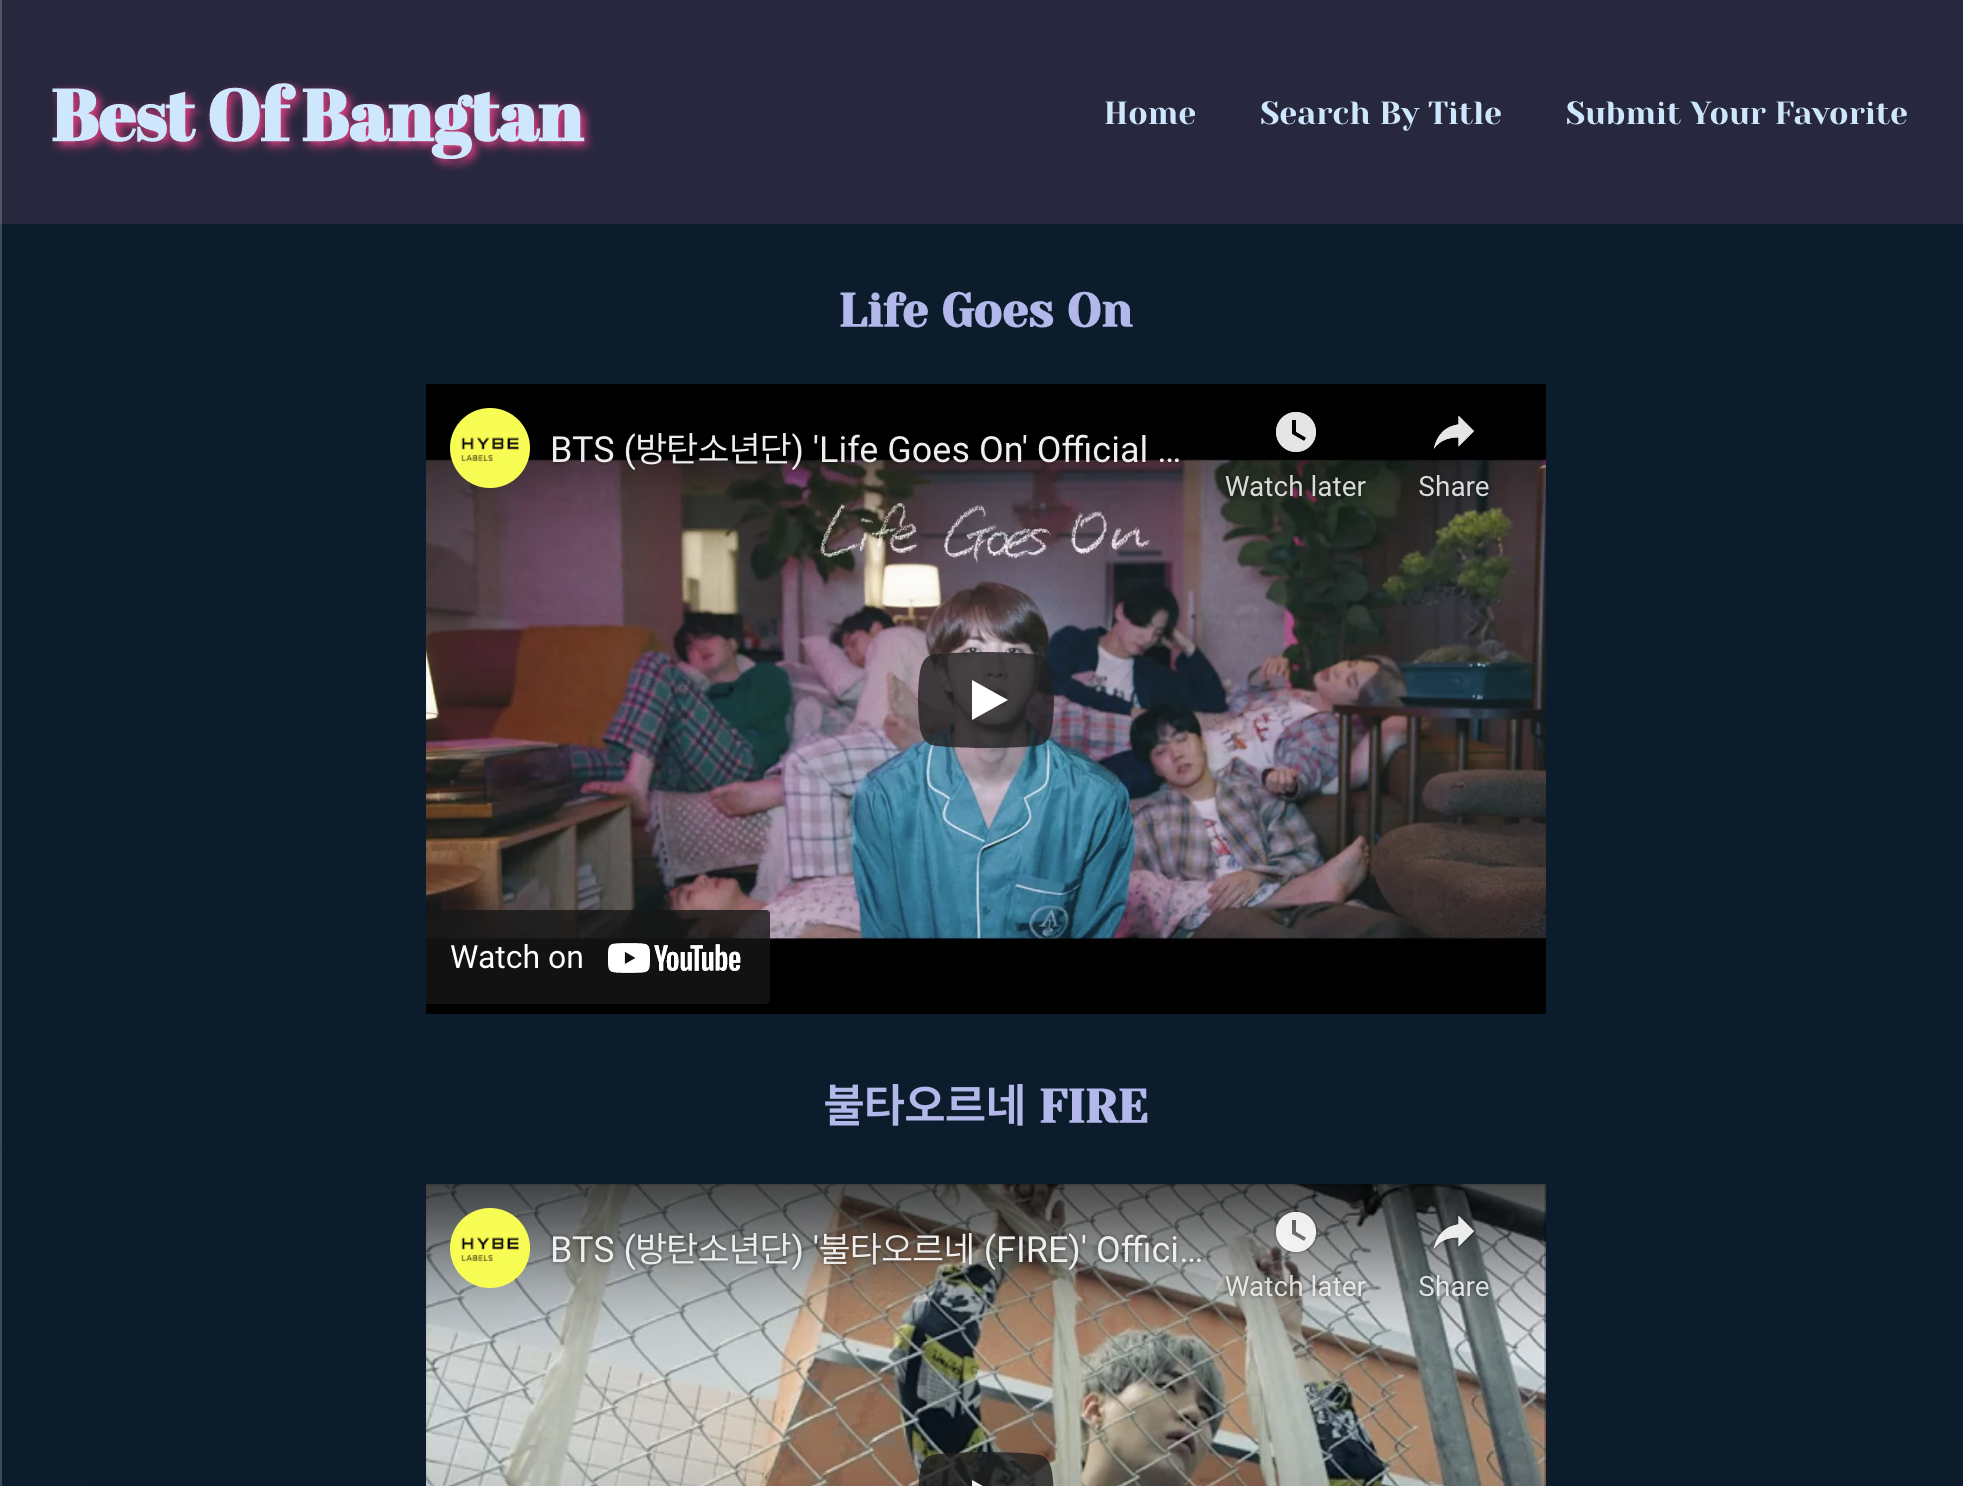 Best Of Bangtan
Home Search By Title Submit Your Favorite
Life Goes On
HYBE
LABELS
BTS (방탄소년단) 'Life Goes On' Official ...
Watch later
Share
Life Goes On
Watch on YouTube
불타오르네 FIRE
HYBE
LABELS
BTS (방탄소년단) '불타오르네 (FIRE)' Offici...
Watch later
Share